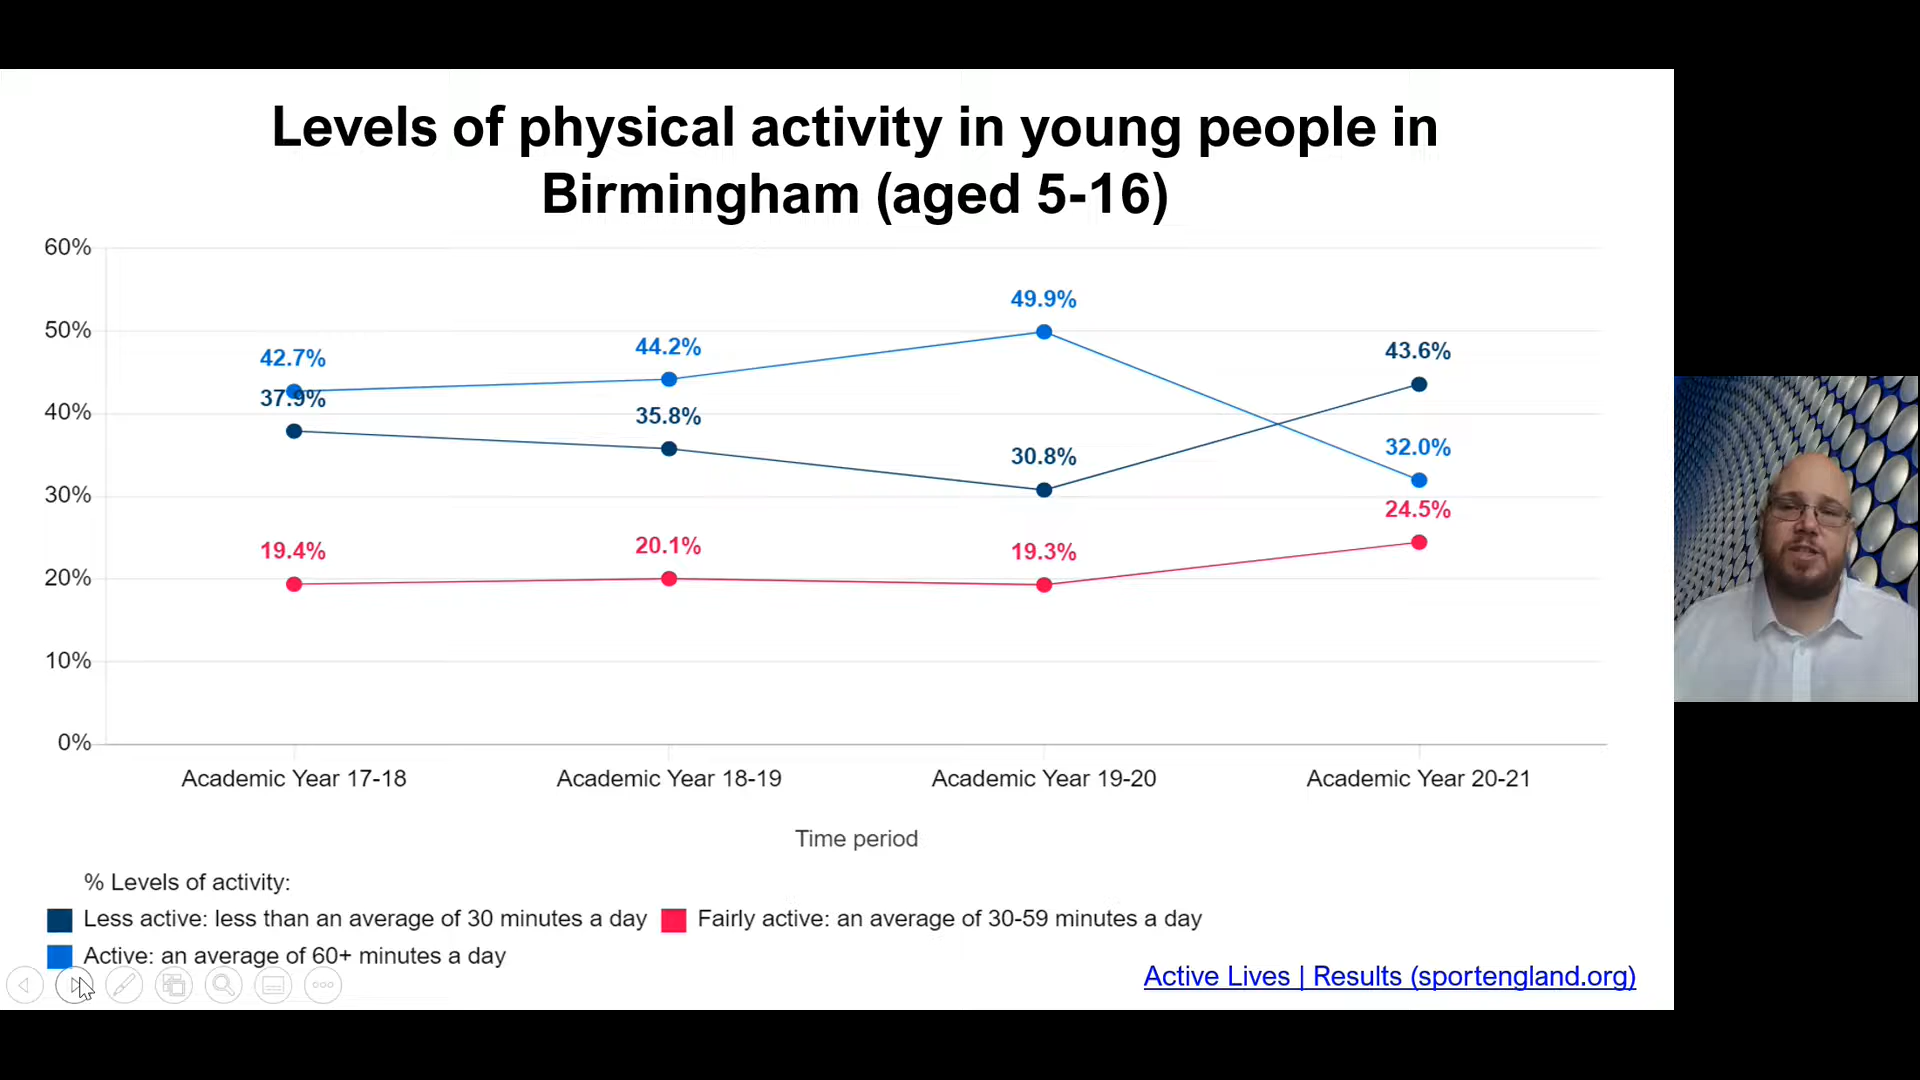 Levels of physical activity in young people in
Birmingham (aged 5-16)
60%
50%
40%
30%
20%
10%
0%
42.7%
44.2%
49.9%
32.0%
37.9%
35.8%
30.8%
43.6%
19.4%
20.1%
19.3%
24.5%
Academic Year 17-18
Academic Year 18-19
Academic Year 19-20
Academic Year 20-21
Time period
% Levels of activity:
Less active: less than an average of 30 minutes a day
Fairly active: an average of 30-59 minutes a day
Active: an average of 60+ minutes a day
Active Lives | Results (sportengland.org)